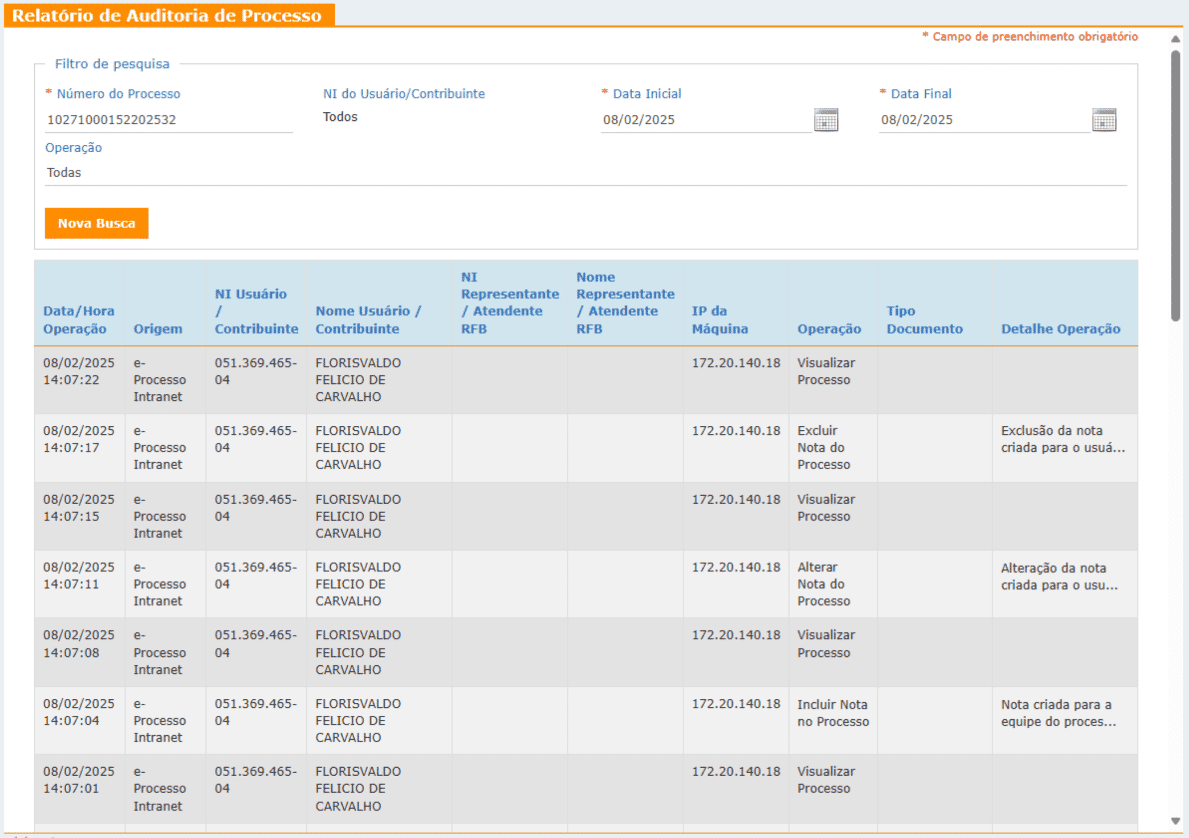 Relatório de Auditoria de Processo
* Campo de preenchimento obrigatório
Filtro de pesquisa
* Número do Processo
NI do Usuário/Contribuinte
* Data Inicial
* Data Final
10271000152202532
Todos
08/02/2025
08/02/2025
Operação
Todas
Nova Busca
Data/Hora Operação
Origem
NI Usuário / Contribuinte
Nome Usuário / Contribuinte
NI Representante / Atendente RFB
Nome Representante / Atendente RFB
IP da Máquina
Operação
Tipo Documento
Detalhe Operação
08/02/2025 14:07:22
e-Processo Intranet
051.369.465-04
FLORISVALDO FELICIO DE CARVALHO
172.20.140.18
Visualizar Processo
08/02/2025 14:07:17
e-Processo Intranet
051.369.465-04
FLORISVALDO FELICIO DE CARVALHO
172.20.140.18
Excluir Nota do Processo
Exclusão da nota criada para o usuá...
08/02/2025 14:07:15
e-Processo Intranet
051.369.465-04
FLORISVALDO FELICIO DE CARVALHO
172.20.140.18
Visualizar Processo
08/02/2025 14:07:11
e-Processo Intranet
051.369.465-04
FLORISVALDO FELICIO DE CARVALHO
172.20.140.18
Alterar Nota do Processo
Alteração da nota criada para o usu...
08/02/2025 14:07:08
e-Processo Intranet
051.369.465-04
FLORISVALDO FELICIO DE CARVALHO
172.20.140.18
Visualizar Processo
08/02/2025 14:07:04
e-Processo Intranet
051.369.465-04
FLORISVALDO FELICIO DE CARVALHO
172.20.140.18
Incluir Nota no Processo
Nota criada para a equipe do proces...
08/02/2025 14:07:01
e-Processo Intranet
051.369.465-04
FLORISVALDO FELICIO DE CARVALHO
172.20.140.18
Visualizar Processo